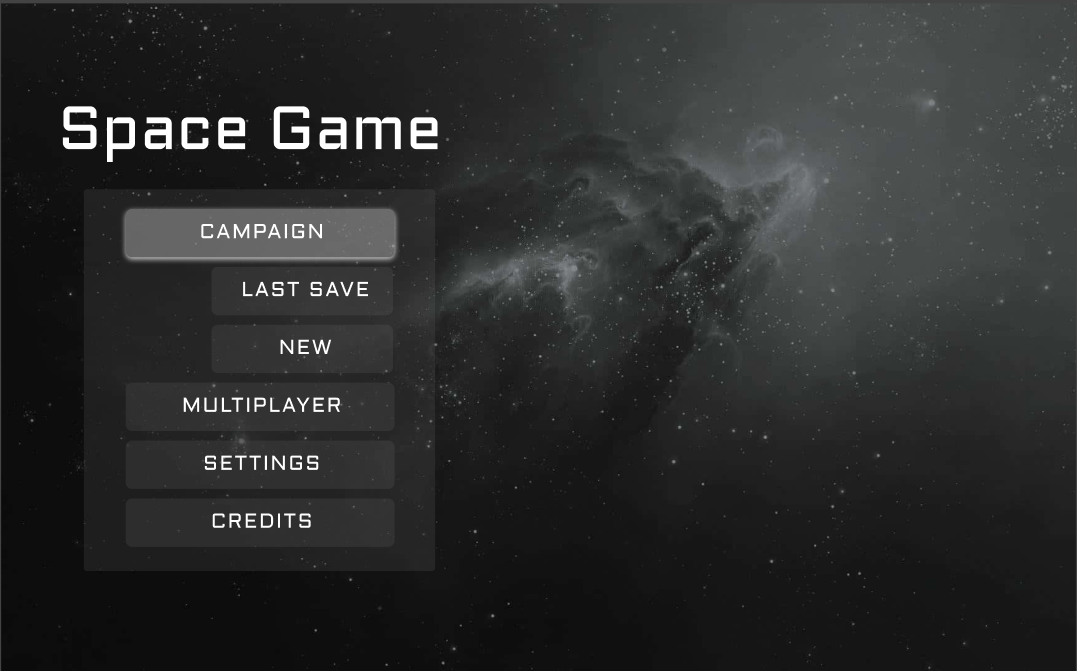 Space Game
CAMPAIGN
LAST SAVE
NEW
MULTIPLAYER
SETTINGS
CREDITS